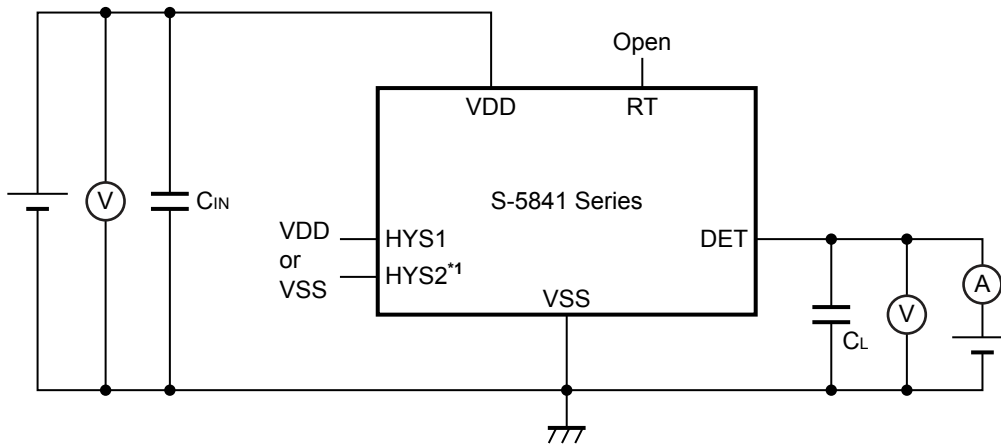 Open
VDD
RT
V
CIN
S-5841 Series
VDD
or
VSS
HYS1
HYS2*1
DET
VSS
CL
V
A